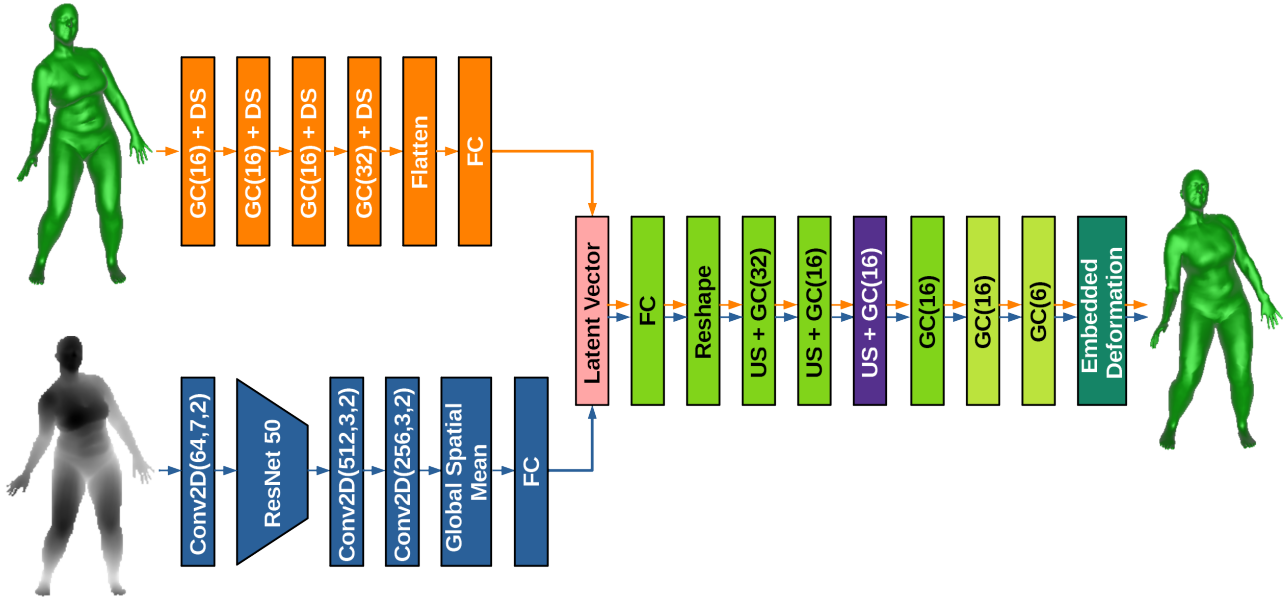 GC(16) + DS
GC(16) + DS
GC(16) + DS
GC(32) + DS
Flatten
FC
Conv2D(64,7,2)
ResNet 50
Conv2D(512,3,2)
Conv2D(256,3,2)
Global Spatial
Mean
FC
Latent Vector
FC
Reshape
US + GC(32)
US + GC(16)
US + GC(16)
GC(16)
GC(16)
GC(6)
Embedded
Deformation